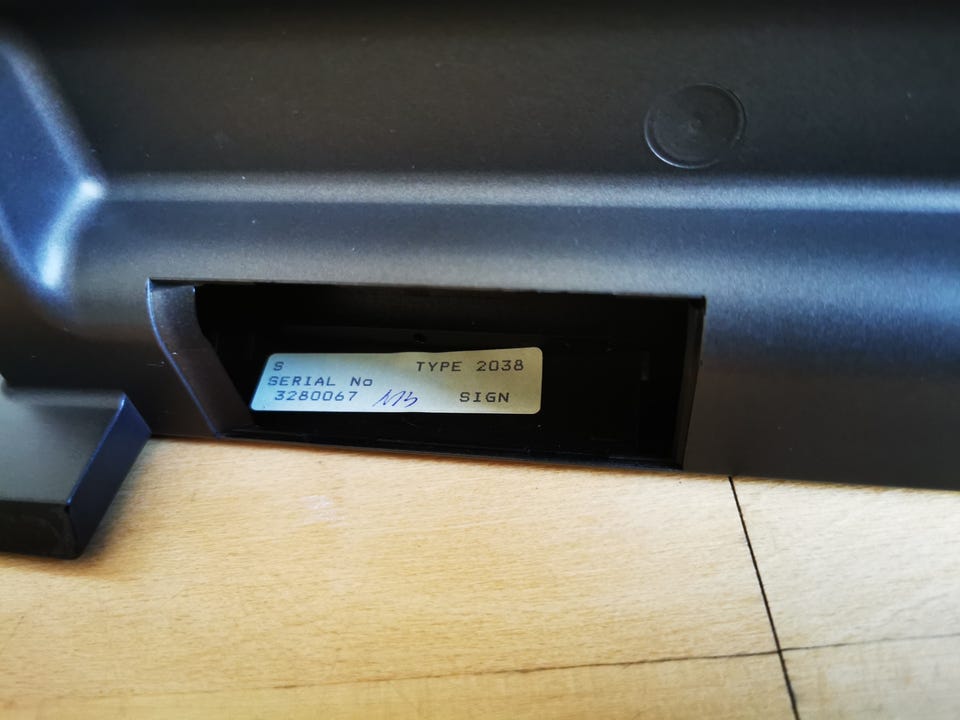 S TYPE 2038
SERIAL No
3280067 SIGN